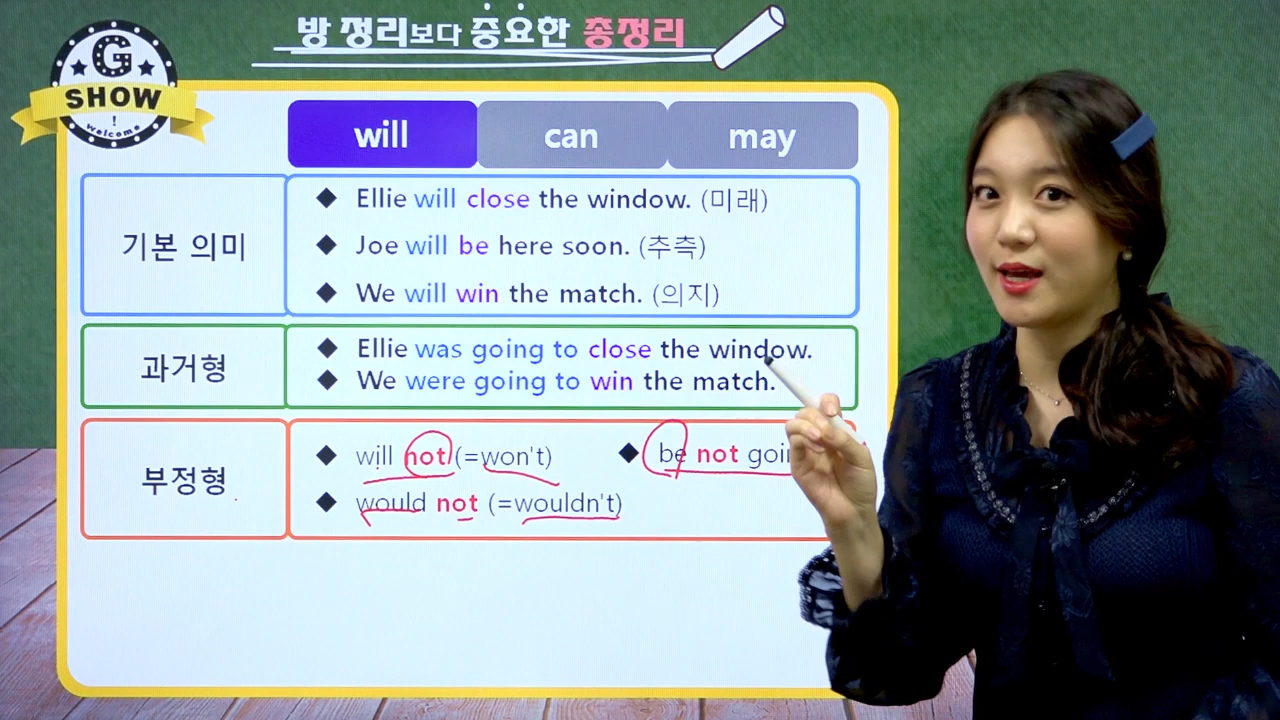 방 정리보다 중요한 총정리
G
SHOW
!
welcome
will can may
기본 의미
◆ Ellie will close the window. (미래)
◆ Joe will be here soon. (추측)
◆ We will win the match. (의지)
과거형
◆ Ellie was going to close the window.
◆ We were going to win the match.
부정형
◆ will not (=won't) ◆ be not
◆ would not (=wouldn't)